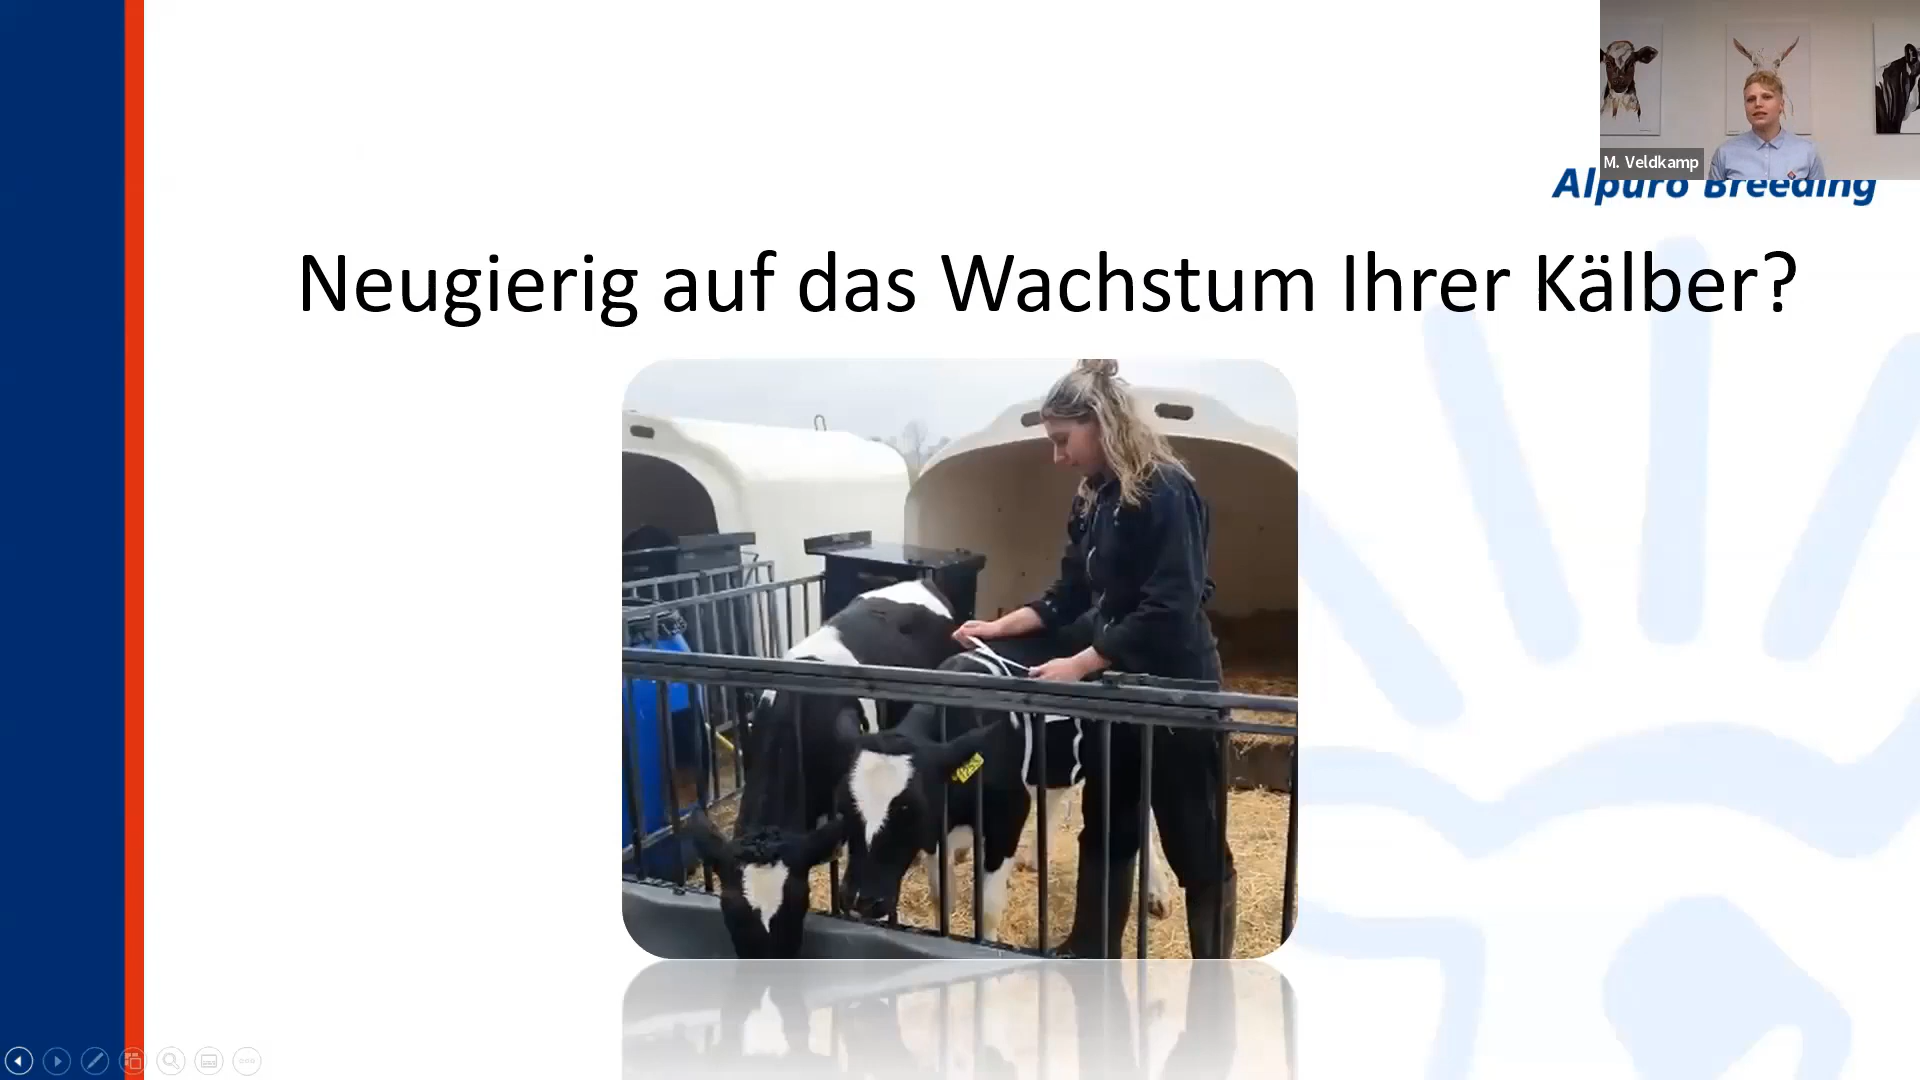 M. Veldkamp
Alpuro Breeding
Neugierig auf das Wachstum Ihrer Kälber?